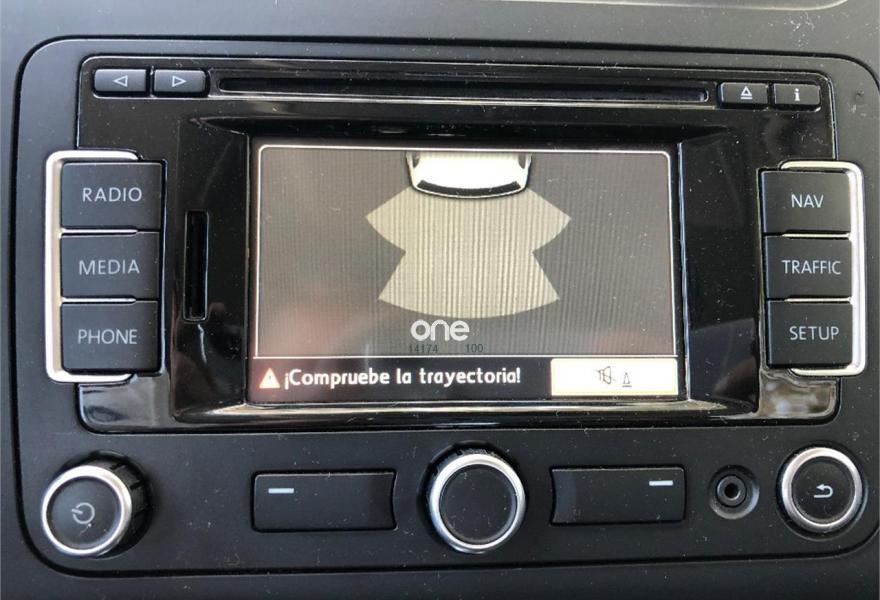 RADIO
MEDIA
PHONE
i
NAV
TRAFFIC
SETUP
one
14174 100
¡Compruebe la trayectoria!